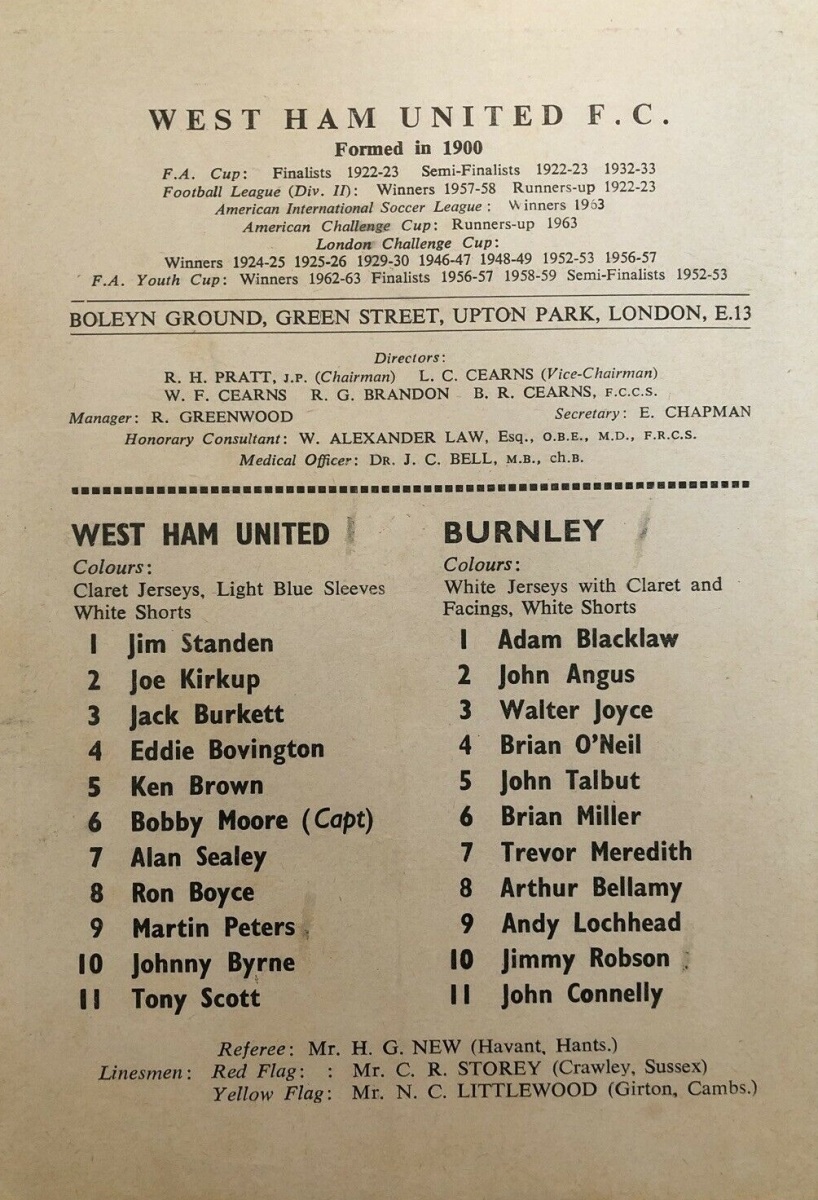 WEST HAM UNITED F.C.
Formed in 1900
F.A. Cup: Finalists 1922-23 Semi-Finalists 1922-23 1932-33
Football League (Div. II): Winners 1957-58 Runners-up 1922-23
American International Soccer League: Winners 1963
American Challenge Cup: Runners-up 1963
London Challenge Cup:
Winners 1924-25 1925-26 1929-30 1946-47 1948-49 1952-53 1956-57
F.A. Youth Cup: Winners 1962-63 Finalists 1956-57 1958-59 Semi-Finalists 1952-53
BOLEYN GROUND, GREEN STREET, UPTON PARK, LONDON, E.13
Directors:
R. H. PRATT, J.P. (Chairman) L. C. CEARNS (Vice-Chairman)
W. F. CEARNS R. G. BRANDON B. R. CEARNS, F.C.C.S.
Manager: R. GREENWOOD Secretary: E. CHAPMAN
Honorary Consultant: W. ALEXANDER LAW, Esq., O.B.E., M.D., F.R.C.S.
Medical Officer: DR. J. C. BELL, M.B., ch.B.
WEST HAM UNITED
Colours:
Claret Jerseys, Light Blue Sleeves
White Shorts
1 Jim Standen
2 Joe Kirkup
3 Jack Burkett
4 Eddie Bovington
5 Ken Brown
6 Bobby Moore (Capt)
7 Alan Sealey
8 Ron Boyce
9 Martin Peters
10 Johnny Byrne
11 Tony Scott
BURNLEY
Colours:
White Jerseys with Claret and
Facings, White Shorts
1 Adam Blacklaw
2 John Angus
3 Walter Joyce
4 Brian O'Neil
5 John Talbut
6 Brian Miller
7 Trevor Meredith
8 Arthur Bellamy
9 Andy Lochhead
10 Jimmy Robson
11 John Connelly
Referee: Mr. H. G. NEW (Havant, Hants.)
Linesmen: Red Flag: : Mr. C. R. STOREY (Crawley, Sussex)
Yellow Flag: Mr. N. C. LITTLEWOOD (Girton, Cambs.)